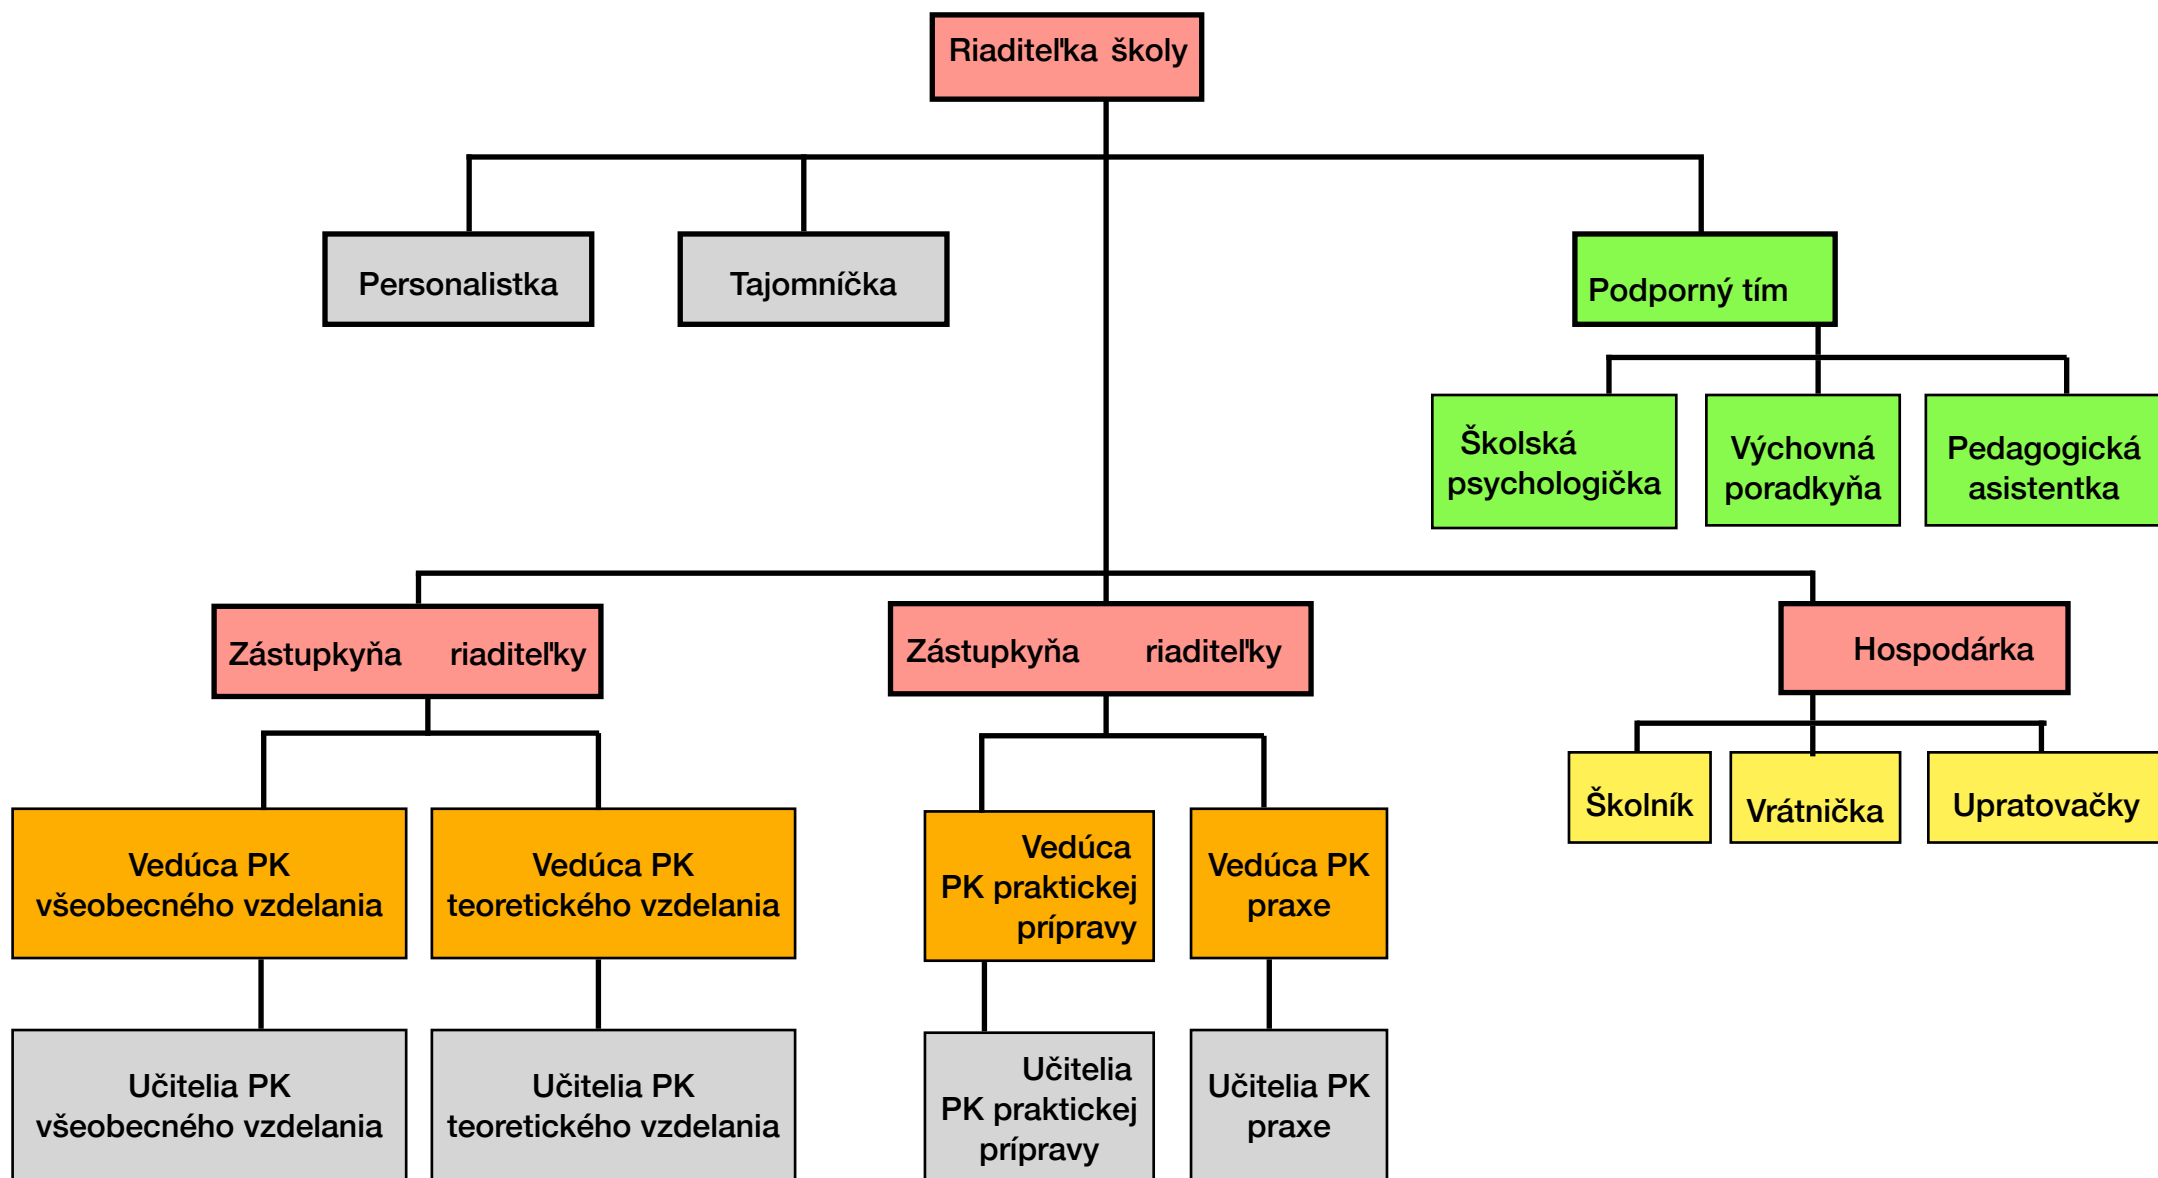 Riaditeľka školy
Personalistka
Tajomníčka
Podporný tím
Školská
psychologička
Výchovná
poradkyňa
Pedagogická
asistentka
Zástupkyňa riaditeľky
Zástupkyňa riaditeľky
Hospodárka
Školník
Vrátnička
Upratovačky
Vedúca PK
všeobecného vzdelania
Vedúca PK
teoretického vzdelania
Vedúca
PK praktickej
prípravy
Vedúca PK
praxe
Učitelia PK
všeobecného vzdelania
Učitelia PK
teoretického vzdelania
Učitelia
PK praktickej
prípravy
Učitelia PK
praxe